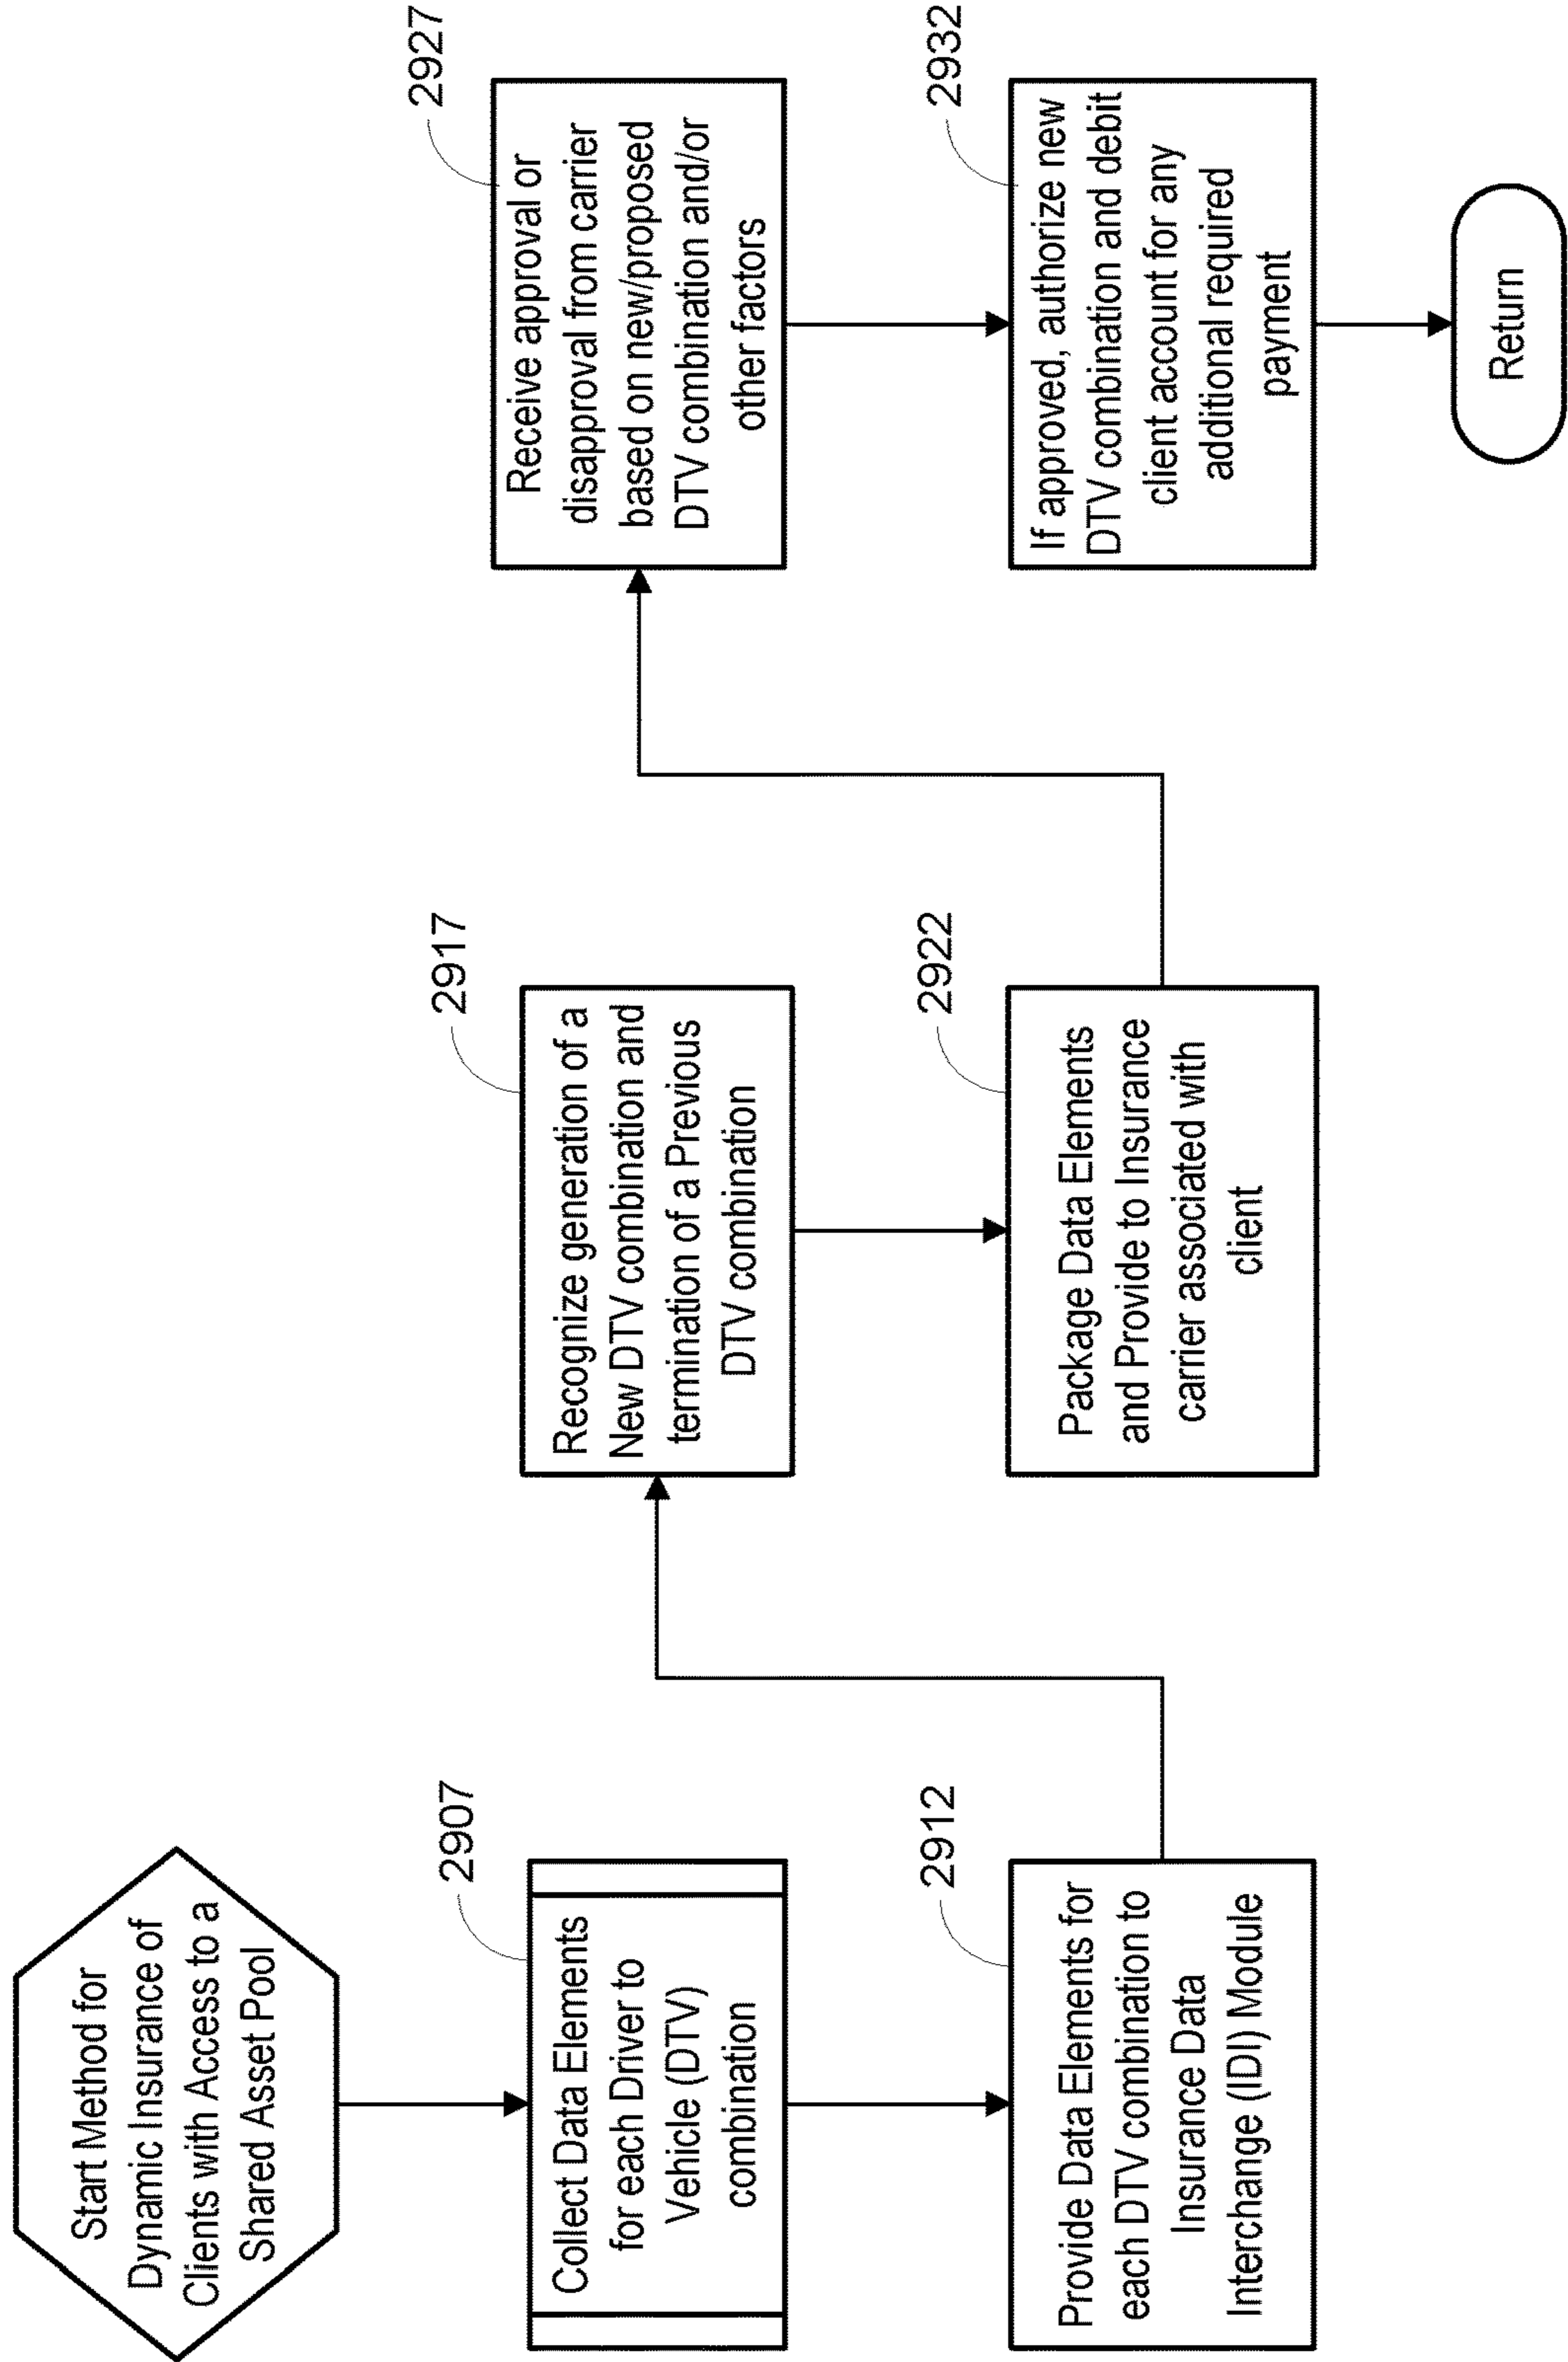 Start Method for
Dynamic Insurance of
Clients with Access to a
Shared Asset Pool
2907
Collect Data Elements
for each Driver to
Vehicle (DTV)
combination
2912
Provide Data Elements for
each DTV combination to
Insurance Data
Interchange (IDI) Module
2917
Recognize generation of a
New DTV combination and
termination of a Previous
DTV combination
2922
Package Data Elements
and Provide to Insurance
carrier associated with
client
2927
Receive approval or
disapproval from carrier
based on new/proposed
DTV combination and/or
other factors
2932
If approved, authorize new
DTV combination and debit
client account for any
additional required
payment
Return